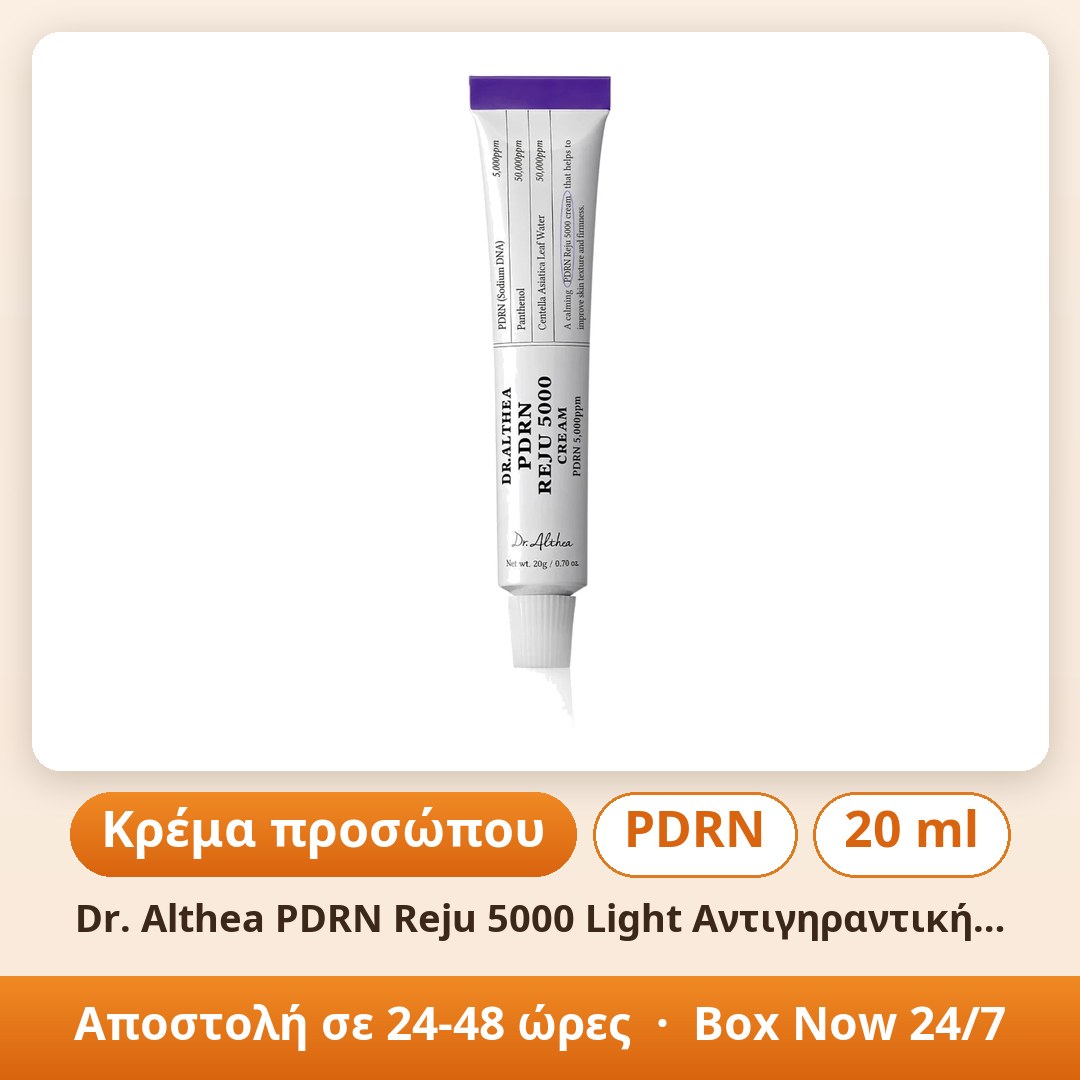 PDRN (Sodium DNA) 5,000ppm
Panthenol 50,000ppm
Centella Asiatica Leaf Water 50,000ppm
A calming PDRN Reju 5000 cream that helps to
improve skin texture and firmness.
DR.ALTHEA
PDRN
REJU 5000
CREAM
PDRN 5,000ppm
Dr.Althea
Net wt. 20g / 0.70 oz.
Κρέμα προσώπου
PDRN
20 ml
Dr. Althea PDRN Reju 5000 Light Αντιγηραντική...
Αποστολή σε 24-48 ώρες · Box Now 24/7